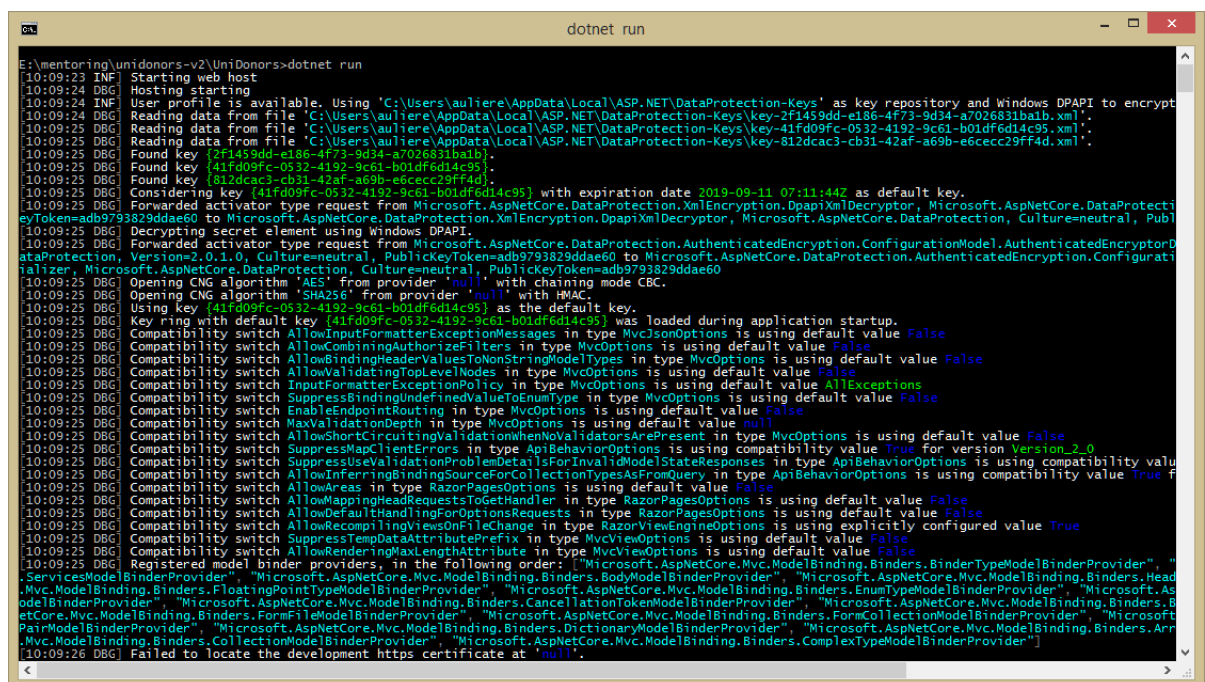 dotnet run
E:\mentoring\unidonors-v2\UniDonors>dotnet run
[10:09:23 INF] Starting web host
[10:09:24 DBG] Hosting starting
[10:09:24 INF] User profile is available. Using 'C:\Users\auliere\AppData\Local\ASP.NET\DataProtection-Keys' as key repository and Windows DPAPI to encrypt
[10:09:24 DBG] Reading data from file 'C:\Users\auliere\AppData\Local\ASP.NET\DataProtection-Keys\key-2f1459dd-e186-4f73-9d34-a7026831ba1b.xml'.
[10:09:25 DBG] Reading data from file 'C:\Users\auliere\AppData\Local\ASP.NET\DataProtection-Keys\key-41fd09fc-0532-4192-9c61-b01df6d14c95.xml'.
[10:09:25 DBG] Reading data from file 'C:\Users\auliere\AppData\Local\ASP.NET\DataProtection-Keys\key-812dcac3-cb31-42af-a69b-e6cecc29ff4d.xml'.
[10:09:25 DBG] Found key {2f1459dd-e186-4f73-9d34-a7026831ba1b}.
[10:09:25 DBG] Found key {41fd09fc-0532-4192-9c61-b01df6d14c95}.
[10:09:25 DBG] Found key {812dcac3-cb31-42af-a69b-e6cecc29ff4d}.
[10:09:25 DBG] Considering key {41fd09fc-0532-4192-9c61-b01df6d14c95} with expiration date 2019-09-11 07:11:44Z as default key.
[10:09:25 DBG] Forwarded activator type request from Microsoft.AspNetCore.DataProtection.XmlEncryption.DpapiXmlDecryptor, Microsoft.AspNetCore.DataProtecti
eyToken=adb9793829ddae60 to Microsoft.AspNetCore.DataProtection.XmlEncryption.DpapiXmlDecryptor, Microsoft.AspNetCore.DataProtection, Culture=neutral, Publ
[10:09:25 DBG] Decrypting secret element using Windows DPAPI.
[10:09:25 DBG] Forwarded activator type request from Microsoft.AspNetCore.DataProtection.AuthenticatedEncryption.ConfigurationModel.AuthenticatedEncryptorD
ataProtection, Version=2.0.1.0, Culture=neutral, PublicKeyToken=adb9793829ddae60 to Microsoft.AspNetCore.DataProtection.AuthenticatedEncryption.Configurati
ializer, Microsoft.AspNetCore.DataProtection, Culture=neutral, PublicKeyToken=adb9793829ddae60
[10:09:25 DBG] Opening CNG algorithm 'AES' from provider 'null' with chaining mode CBC.
[10:09:25 DBG] Opening CNG algorithm 'SHA256' from provider 'null' with HMAC.
[10:09:25 DBG] Using key {41fd09fc-0532-4192-9c61-b01df6d14c95} as the default key.
[10:09:25 DBG] Key ring with default key {41fd09fc-0532-4192-9c61-b01df6d14c95} was loaded during application startup.
[10:09:25 DBG] Compatibility switch AllowInputFormatterExceptionMessages in type MvcJsonOptions is using default value False
[10:09:25 DBG] Compatibility switch AllowCombiningAuthorizeFilters in type MvcOptions is using default value False
[10:09:25 DBG] Compatibility switch AllowBindingHeaderValuesToNonStringModelTypes in type MvcOptions is using default value False
[10:09:25 DBG] Compatibility switch AllowValidatingTopLevelNodes in type MvcOptions is using default value False
[10:09:25 DBG] Compatibility switch InputFormatterExceptionPolicy in type MvcOptions is using default value AllExceptions
[10:09:25 DBG] Compatibility switch SuppressBindingUndefinedValueToEnumType in type MvcOptions is using default value False
[10:09:25 DBG] Compatibility switch EnableEndpointRouting in type MvcOptions is using default value False
[10:09:25 DBG] Compatibility switch MaxValidationDepth in type MvcOptions is using default value null
[10:09:25 DBG] Compatibility switch AllowShortCircuitingValidationWhenNoValidatorsArePresent in type MvcOptions is using default value False
[10:09:25 DBG] Compatibility switch SuppressMapClientErrors in type ApiBehaviorOptions is using compatibility value True for version Version_2_0
[10:09:25 DBG] Compatibility switch SuppressUseValidationProblemDetailsForInvalidModelStateResponses in type ApiBehaviorOptions is using compatibility valu
[10:09:25 DBG] Compatibility switch AllowInferringBindingSourceForCollectionTypesAsFromQuery in type ApiBehaviorOptions is using compatibility value True f
[10:09:25 DBG] Compatibility switch AllowAreas in type RazorPagesOptions is using default value False
[10:09:25 DBG] Compatibility switch AllowMappingHeadRequestsToGetHandler in type RazorPagesOptions is using default value False
[10:09:25 DBG] Compatibility switch AllowDefaultHandlingForOptionsRequests in type RazorPagesOptions is using default value False
[10:09:25 DBG] Compatibility switch AllowRecompilingViewsOnFileChange in type RazorViewEngineOptions is using explicitly configured value True
[10:09:25 DBG] Compatibility switch SuppressTempDataAttributePrefix in type MvcViewOptions is using default value False
[10:09:25 DBG] Compatibility switch AllowRenderingMaxLengthAttribute in type MvcViewOptions is using default value False
[10:09:25 DBG] Registered model binder providers, in the following order: ["Microsoft.AspNetCore.Mvc.ModelBinding.Binders.BinderTypeModelBinderProvider", "
.ServicesModelBinderProvider", "Microsoft.AspNetCore.Mvc.ModelBinding.Binders.BodyModelBinderProvider", "Microsoft.AspNetCore.Mvc.ModelBinding.Binders.Head
.Mvc.ModelBinding.Binders.FloatingPointTypeModelBinderProvider", "Microsoft.AspNetCore.Mvc.ModelBinding.Binders.EnumTypeModelBinderProvider", "Microsoft.As
odelBinderProvider", "Microsoft.AspNetCore.Mvc.ModelBinding.Binders.CancellationTokenModelBinderProvider", "Microsoft.AspNetCore.Mvc.ModelBinding.Binders.B
etCore.Mvc.ModelBinding.Binders.FormFileModelBinderProvider", "Microsoft.AspNetCore.Mvc.ModelBinding.Binders.FormCollectionModelBinderProvider", "Microsoft
PairModelBinderProvider", "Microsoft.AspNetCore.Mvc.ModelBinding.Binders.DictionaryModelBinderProvider", "Microsoft.AspNetCore.Mvc.ModelBinding.Binders.Arr
.Mvc.ModelBinding.Binders.CollectionModelBinderProvider", "Microsoft.AspNetCore.Mvc.ModelBinding.Binders.ComplexTypeModelBinderProvider"]
[10:09:26 DBG] Failed to locate the development https certificate at 'null'.